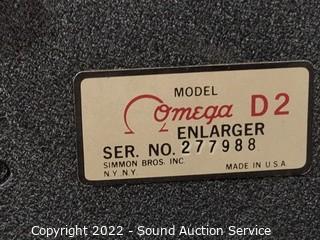 MODEL
Omega D2
ENLARGER
SER. NO. 277988
SIMMON BROS. INC.
N.Y. N.Y. MADE IN U.S.A.
Copyright 2022 - Sound Auction Service